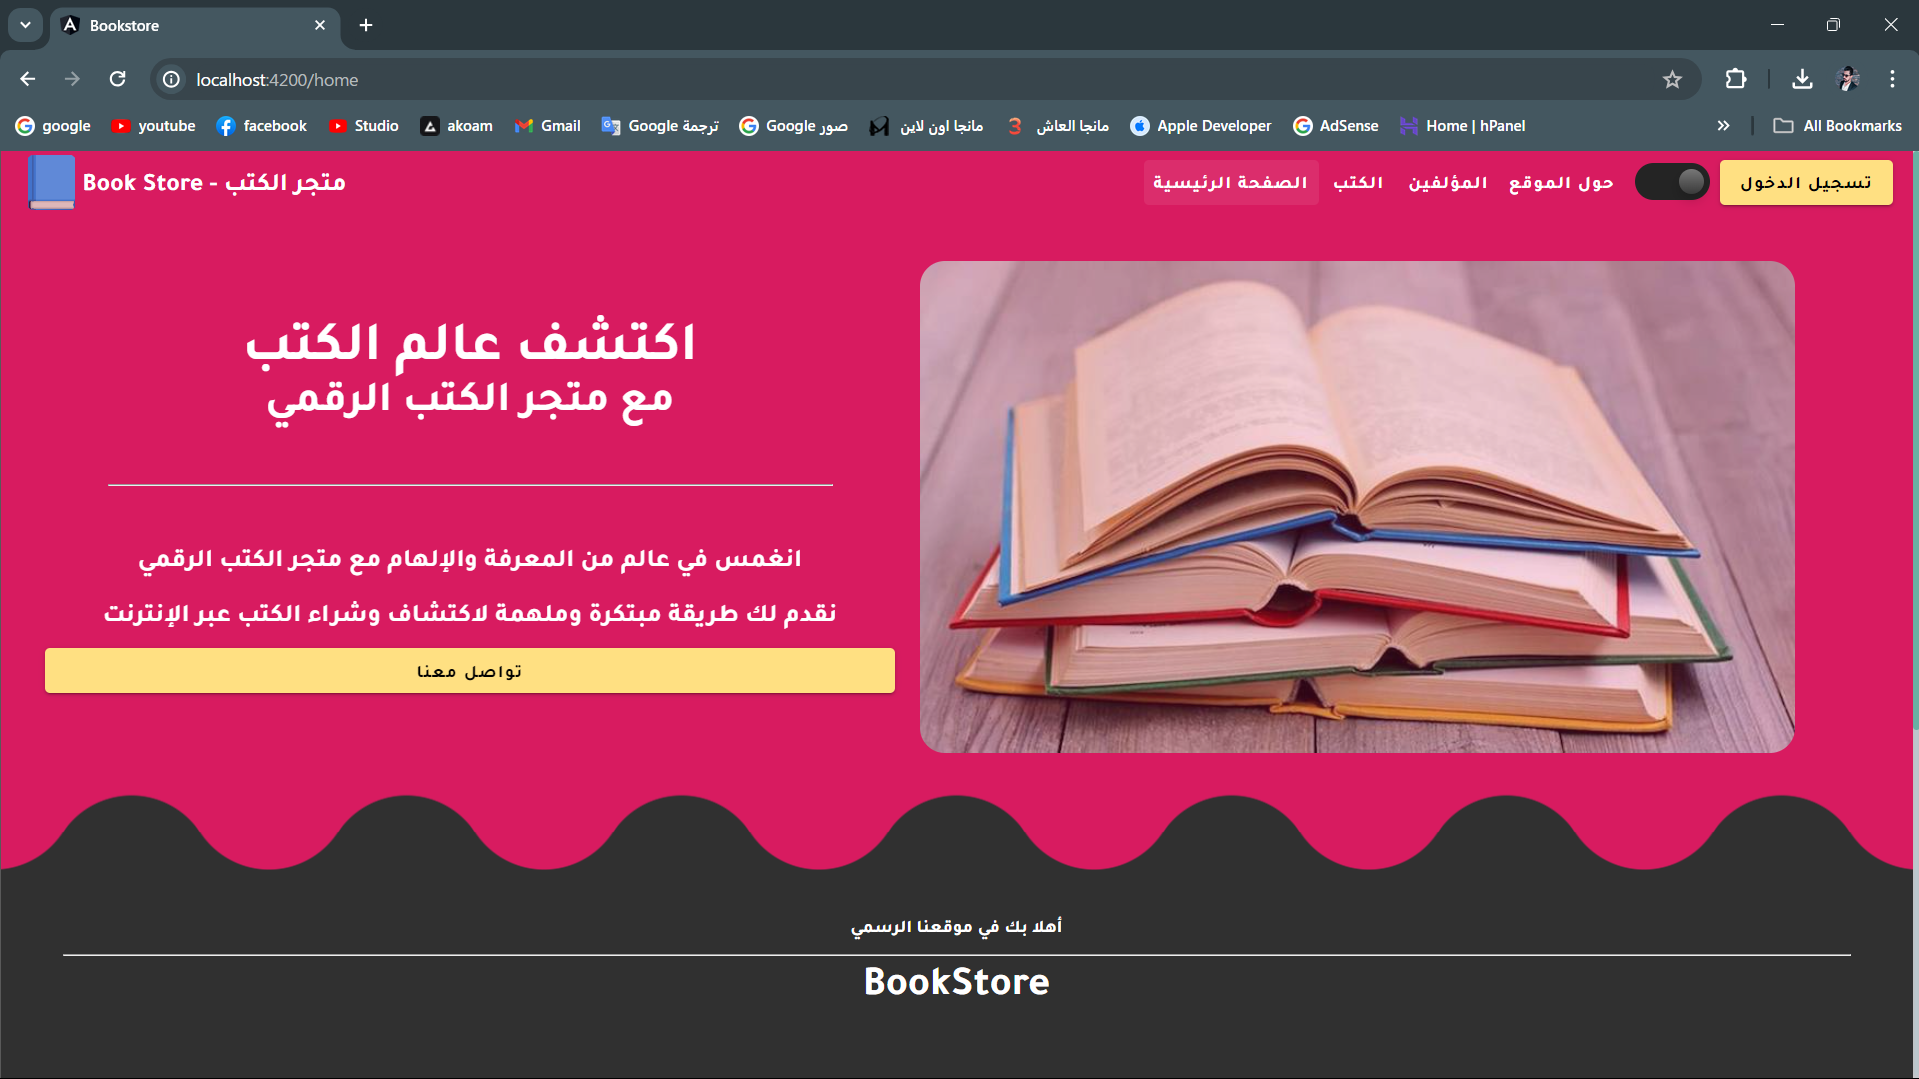 Bookstore
localhost:4200/home
google
youtube
facebook
Studio
akoam
Gmail
Google ترجمة
Google صور
مانجا اون لاين
مانجا العاش
Apple Developer
AdSense
Home | hPanel
All Bookmarks
Book Store - متجر الكتب
الصفحة الرئيسية
الكتب
المؤلفين
حول الموقع
تسجيل الدخول
اكتشف عالم الكتب
مع متجر الكتب الرقمي
انغمس في عالم من المعرفة والإلهام مع متجر الكتب الرقمي
نقدم لك طريقة مبتكرة وملهمة لاكتشاف وشراء الكتب عبر الإنترنت
تواصل معنا
أهلا بك في موقعنا الرسمي
BookStore